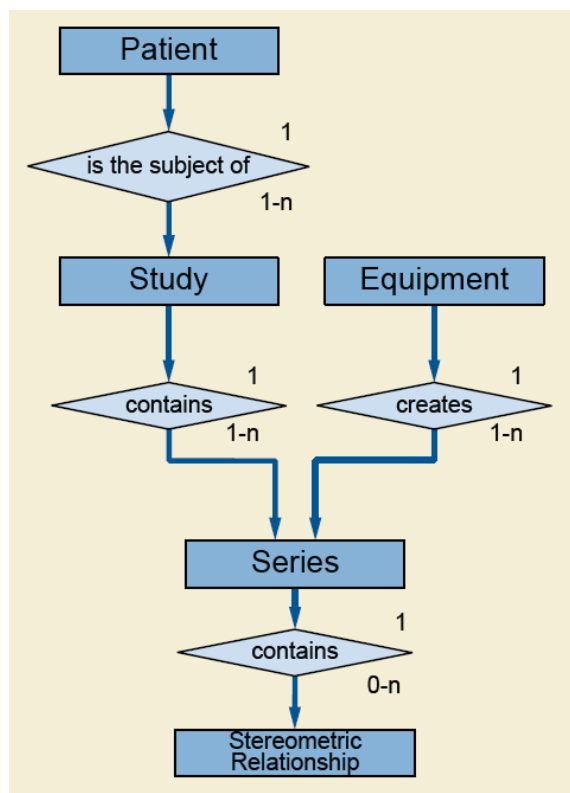 Patient
1
is the subject of
1-n
Study
Equipment
1
1
contains
creates
1-n
1-n
Series
1
contains
0-n
Stereometric
Relationship